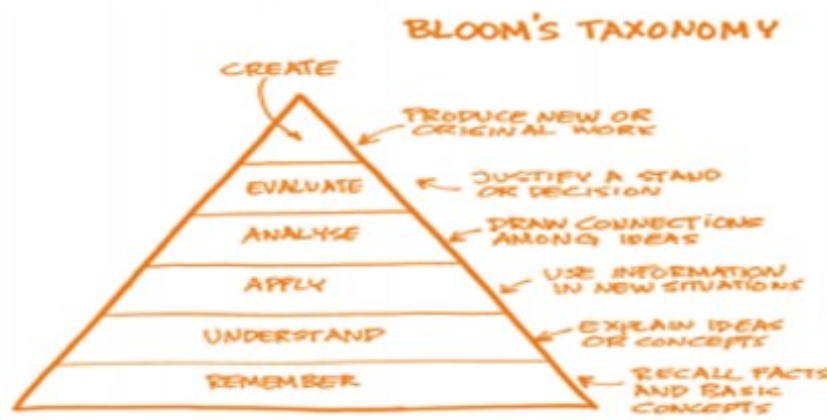 BLOOM'S TAXONOMY
CREATE
PRODUCE NEW OR
ORIGINAL WORK
EVALUATE
JUSTIFY A STAND
OR DECISION
ANALYSE
DRAW CONNECTIONS
AMONG IDEAS
APPLY
USE INFORMATION
IN NEW SITUATIONS
UNDERSTAND
EXPLAIN IDEAS
OR CONCEPTS
REMEMBER
RECALL FACTS
AND BASIC
CONCEPTS